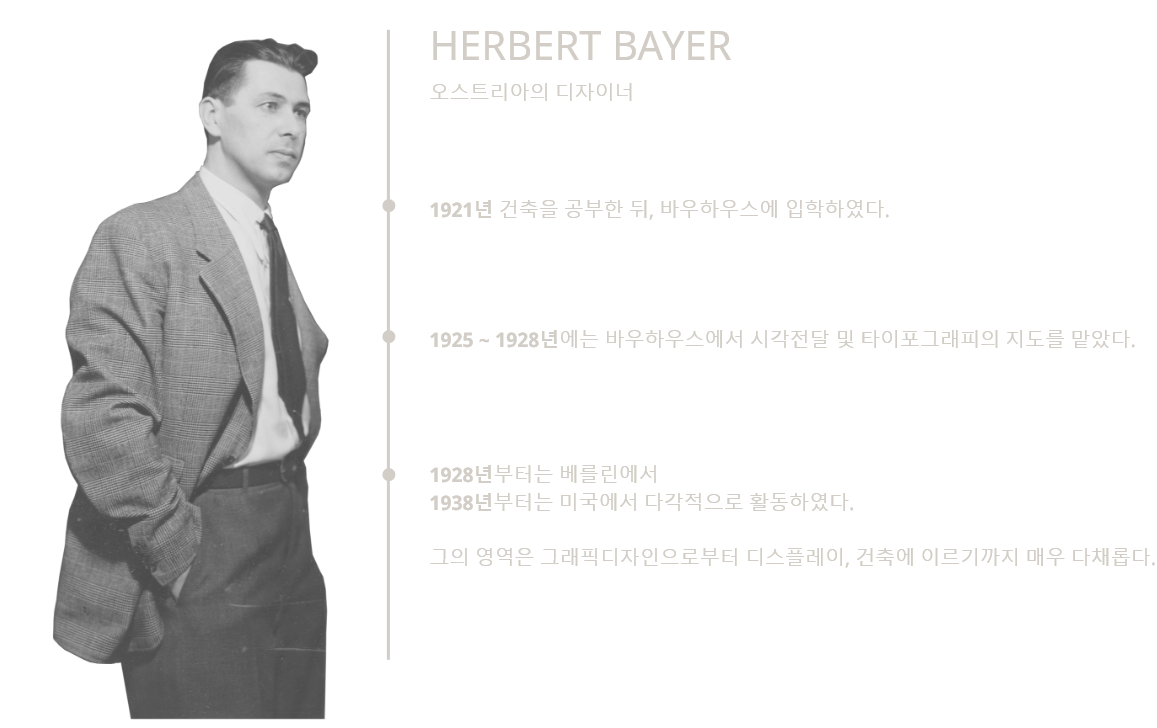 HERBERT BAYER
오스트리아의 디자이너
1921년 건축을 공부한 뒤, 바우하우스에 입학하였다.
1925 ~ 1928년에는 바우하우스에서 시각전달 및 타이포그래피의 지도를 맡았다.
1928년부터는 베를린에서
1938년부터는 미국에서 다각적으로 활동하였다.
그의 영역은 그래픽디자인으로부터 디스플레이, 건축에 이르기까지 매우 다채롭다.